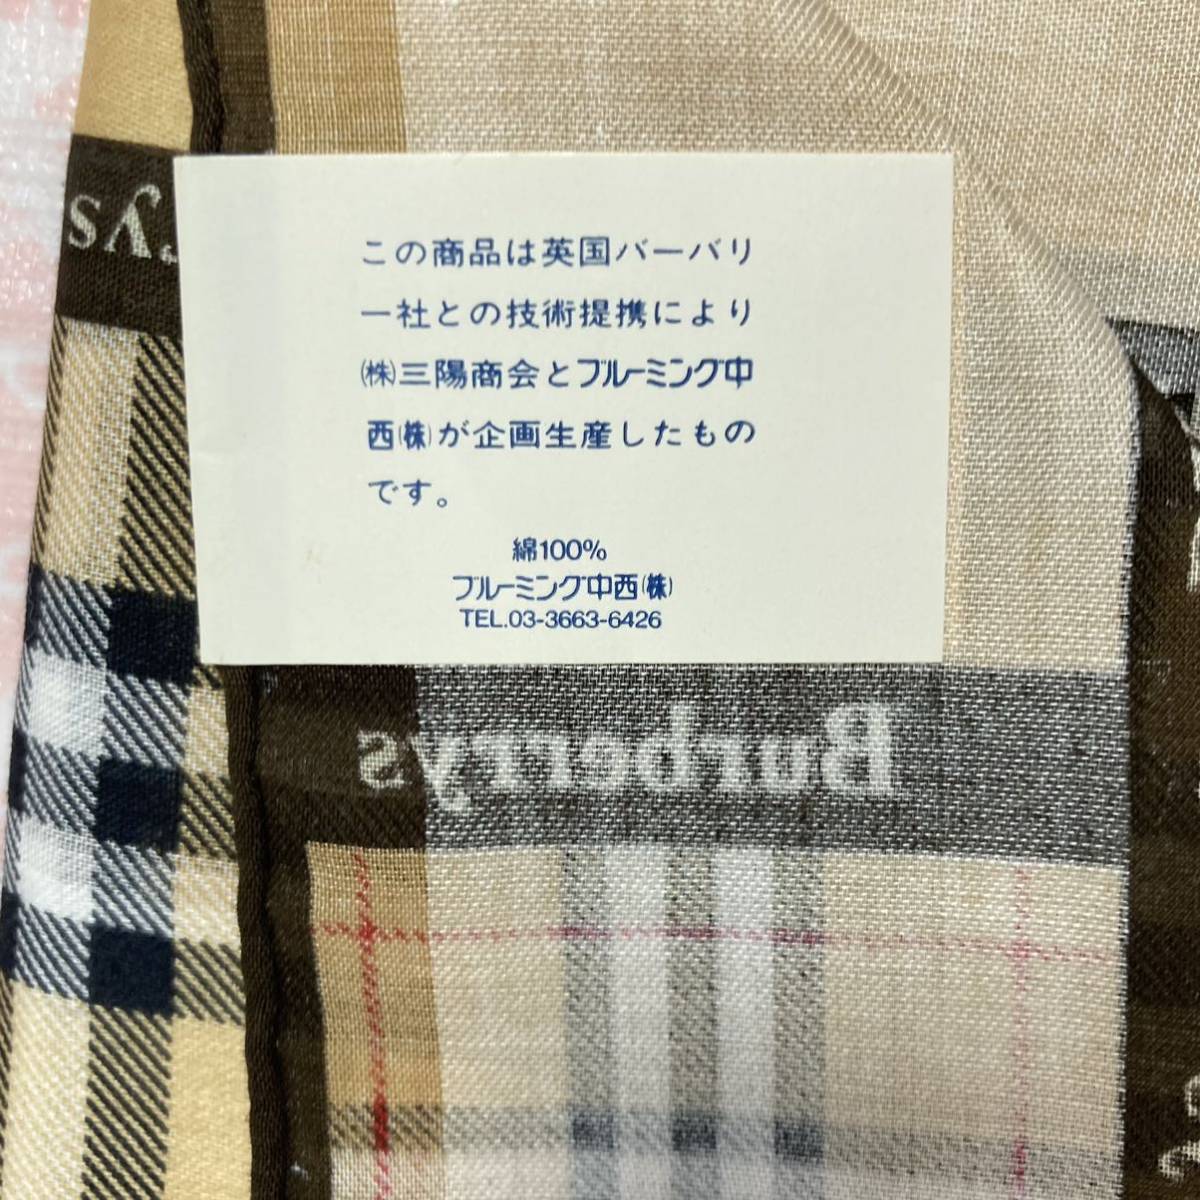 この商品は英国バーバリ
ー社との技術提携により
㈱三陽商会とブルーミング中
西㈱が企画生産したもの
です。
綿100%
ブルーミング中西㈱
TEL.03-3663-6426
Burberrys